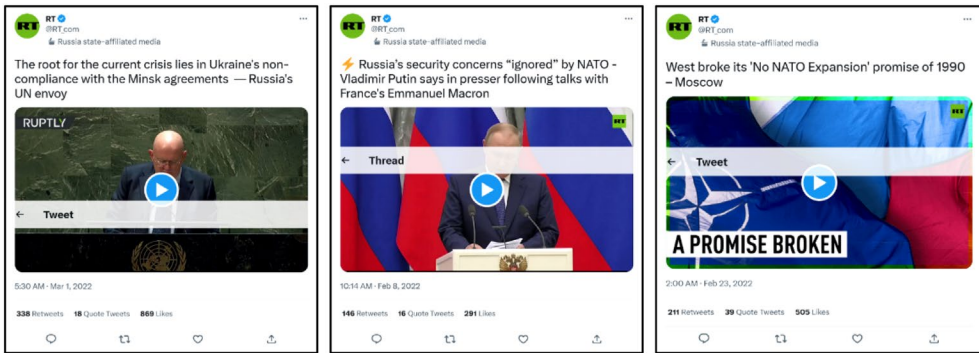 RT
@RT_com
Russia state-affiliated media
The root for the current crisis lies in Ukraine's non-
compliance with the Minsk agreements — Russia's
UN envoy
RUPTLY
← Tweet
5:30 AM · Mar 1, 2022
338 Retweets 18 Quote Tweets 869 Likes
RT
@RT_com
Russia state-affiliated media
⚡ Russia's security concerns "ignored" by NATO -
Vladimir Putin says in presser following talks with
France's Emmanuel Macron
RT
← Thread
10:14 AM · Feb 8, 2022
146 Retweets 16 Quote Tweets 291 Likes
RT
@RT_com
Russia state-affiliated media
West broke its 'No NATO Expansion' promise of 1990
– Moscow
RT
← Tweet
A PROMISE BROKEN
2:00 AM · Feb 23, 2022
211 Retweets 39 Quote Tweets 505 Likes